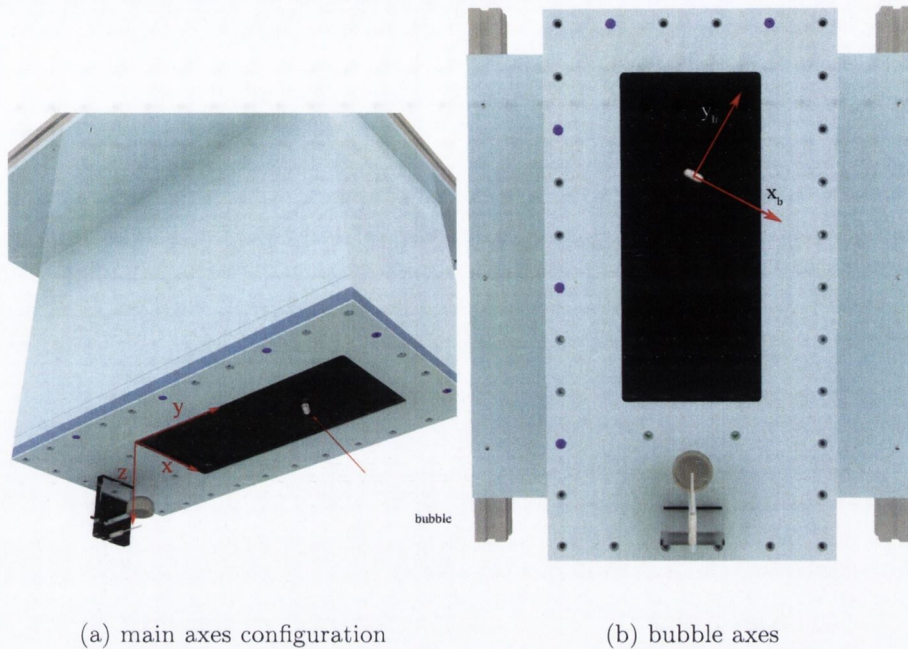 y
x
z
bubble
y_b
x_b
(a) main axes configuration
(b) bubble axes